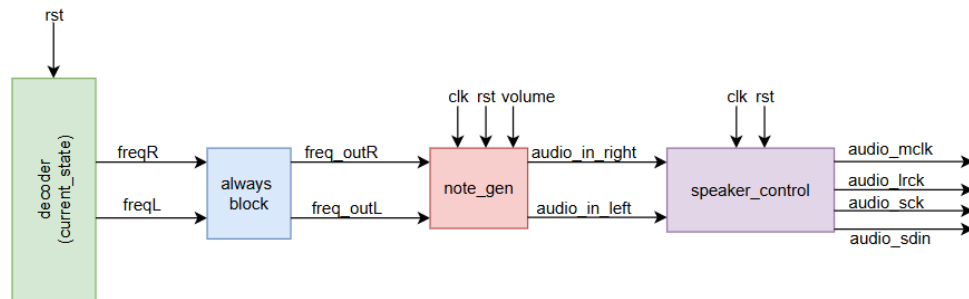 rst
decoder
(current_state)
freqR
freqL
always
block
freq_outR
freq_outL
clk rst volume
note_gen
audio_in_right
audio_in_left
clk rst
speaker_control
audio_mclk
audio_lrck
audio_sck
audio_sdin